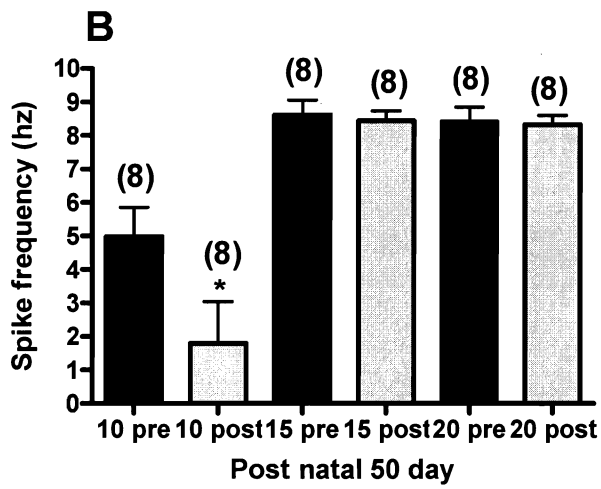 B
Spike frequency (hz)
10
9
8
7
6
5
4
3
2
1
0
(8)
(8)
*
(8)
(8)
(8)
(8)
10 pre
10 post
15 pre
15 post
20 pre
20 post
Post natal 50 day